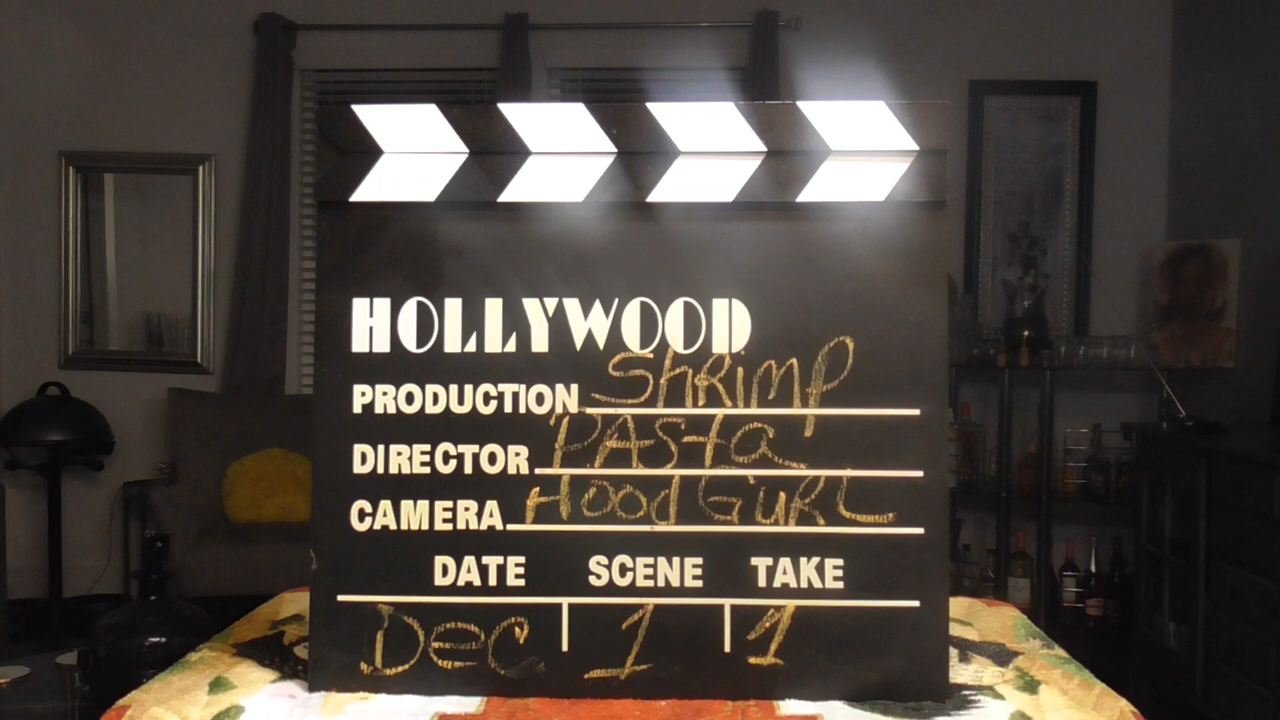 HOLLYWOOD
PRODUCTION ShRimp
DIRECTOR PASta
CAMERA Hood GuRL
DATE SCENE TAKE
Dec 1 1